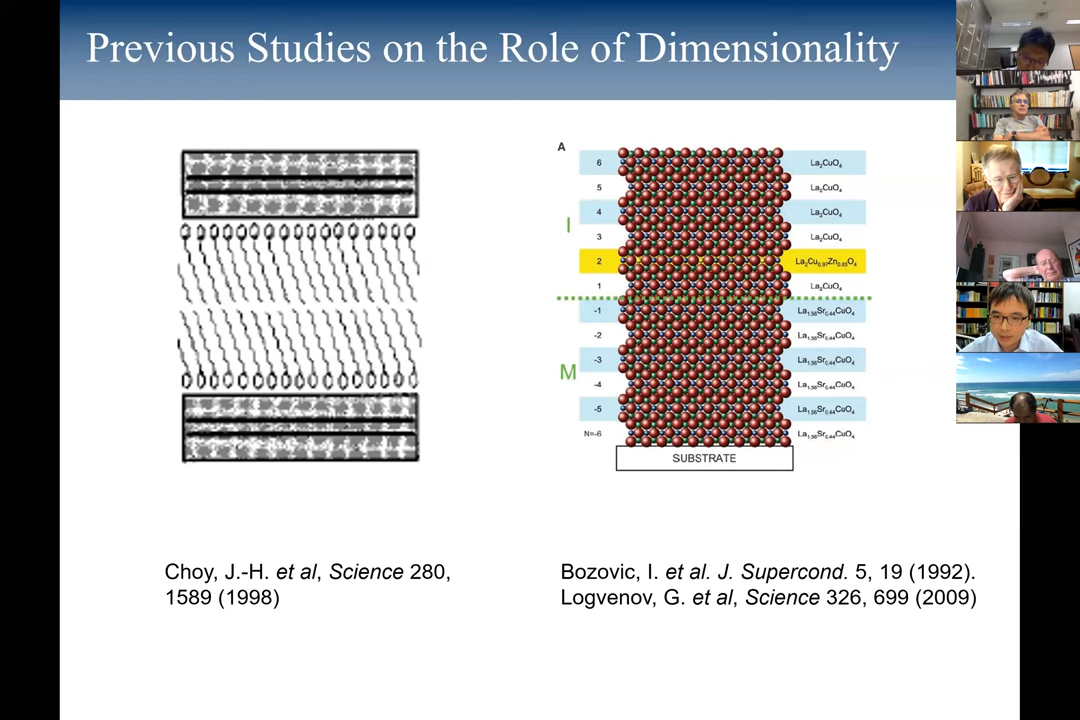 Previous Studies on the Role of Dimensionality
A
6 La₂CuO₄
5 La₂CuO₄
4 La₂CuO₄
I
3 La₂CuO₄
2 La₂Cu₀.₉₇Zn₀.₀₃O₄
1 La₂CuO₄
-1 La₁.₅₆Sr₀.₄₄CuO₄
-2 La₁.₅₆Sr₀.₄₄CuO₄
-3 La₁.₅₆Sr₀.₄₄CuO₄
M
-4 La₁.₅₆Sr₀.₄₄CuO₄
-5 La₁.₅₆Sr₀.₄₄CuO₄
N=-6 La₁.₅₆Sr₀.₄₄CuO₄
SUBSTRATE
Choy, J.-H. et al, Science 280,
1589 (1998)
Bozovic, I. et al. J. Supercond. 5, 19 (1992).
Logvenov, G. et al, Science 326, 699 (2009)